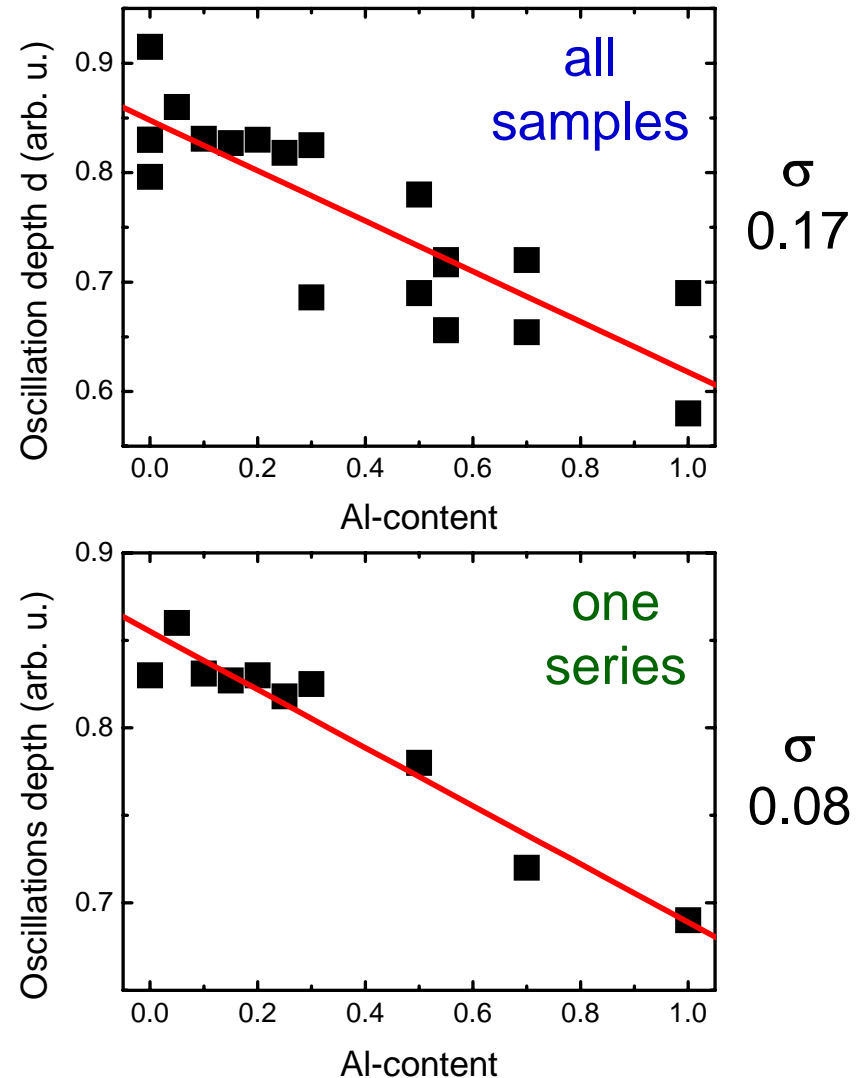 Oscillation depth d (arb. u.)
0.9
0.8
0.7
0.6
all
samples
0.0 0.2 0.4 0.6 0.8 1.0
Al-content
σ
0.17
Oscillations depth (arb. u.)
0.9
0.8
0.7
one
series
0.0 0.2 0.4 0.6 0.8 1.0
Al-content
σ
0.08